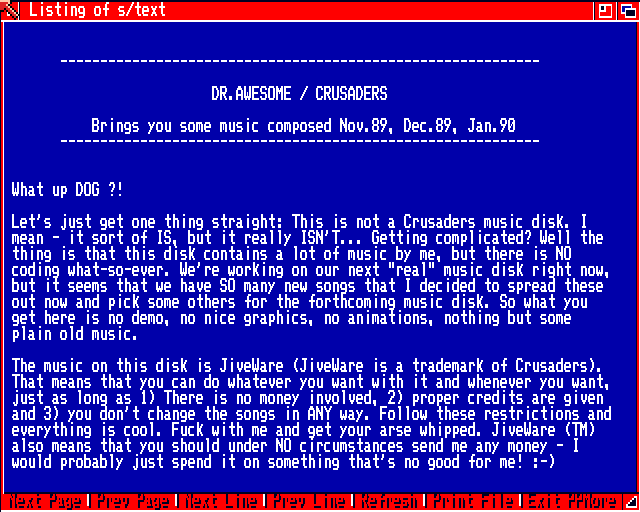 Listing of s/text
------------------------------------------------------------
DR.AWESOME / CRUSADERS
Brings you some music composed Nov.89, Dec.89, Jan.90
------------------------------------------------------------
What up DOG ?!
Let's just get one thing straight: This is not a Crusaders music disk. I
mean - it sort of IS, but it really ISN'T... Getting complicated? Well the
thing is that this disk contains a lot of music by me, but there is NO
coding what-so-ever. We're working on our next "real" music disk right now,
but it seems that we have SO many new songs that I decided to spread these
out now and pick some others for the forthcoming music disk. So what you
get here is no demo, no nice graphics, no animations, nothing but some
plain old music.
The music on this disk is JiveWare (JiveWare is a trademark of Crusaders).
That means that you can do whatever you want with it and whenever you want,
just as long as 1) There is no money involved, 2) proper credits are given
and 3) you don't change the songs in ANY way. Follow these restrictions and
everything is cool. Fuck with me and get your arse whipped. JiveWare (TM)
also means that you should under NO circumstances send me any money - I
would probably just spend it on something that's no good for me! :-)
Next Page | Prev Page | Next Line | Prev Line | Refresh | Print File | Exit PPMore